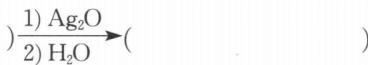 ) 1) Ag₂O
2) H₂O ( )